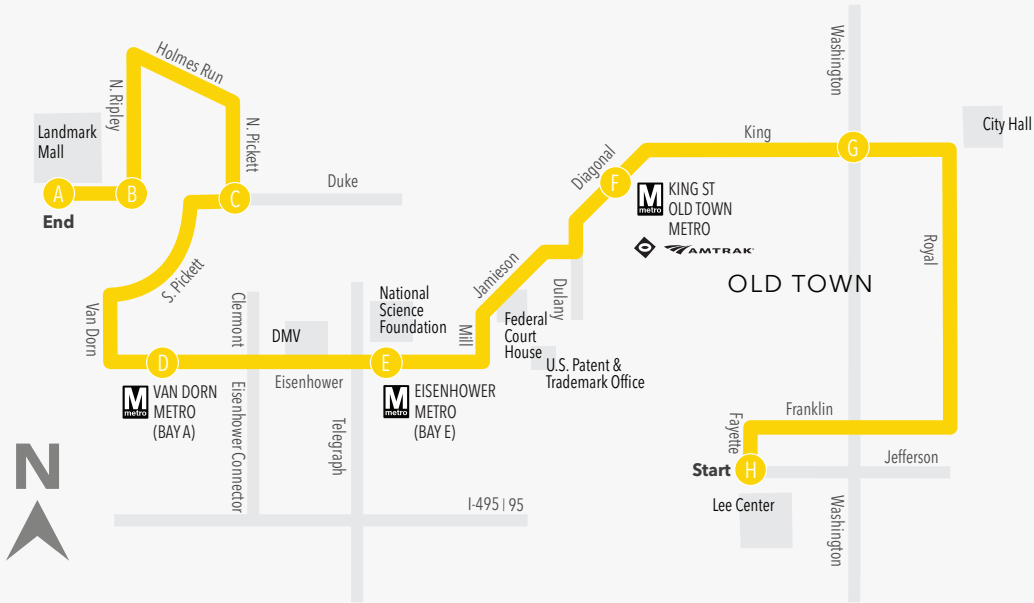 Holmes Run
N. Ripley
N. Pickett
Landmark
Mall
A
B
C
End
Duke
S. Pickett
Van Dorn
Clermont
DMV
National
Science
Foundation
D
E
Eisenhower
M
metro
VAN DORN
METRO
(BAY A)
Eisenhower Connector
Telegraph
M
metro
EISENHOWER
METRO
(BAY E)
Mill
Jamieson
Federal
Court
House
U.S. Patent &
Trademark Office
Dulany
Diagonal
F
M
metro
KING ST
OLD TOWN
METRO
AMTRAK
King
Washington
G
City Hall
Royal
OLD TOWN
Franklin
Fayette
Start
H
Jefferson
Lee Center
Washington
I-495 | 95
N